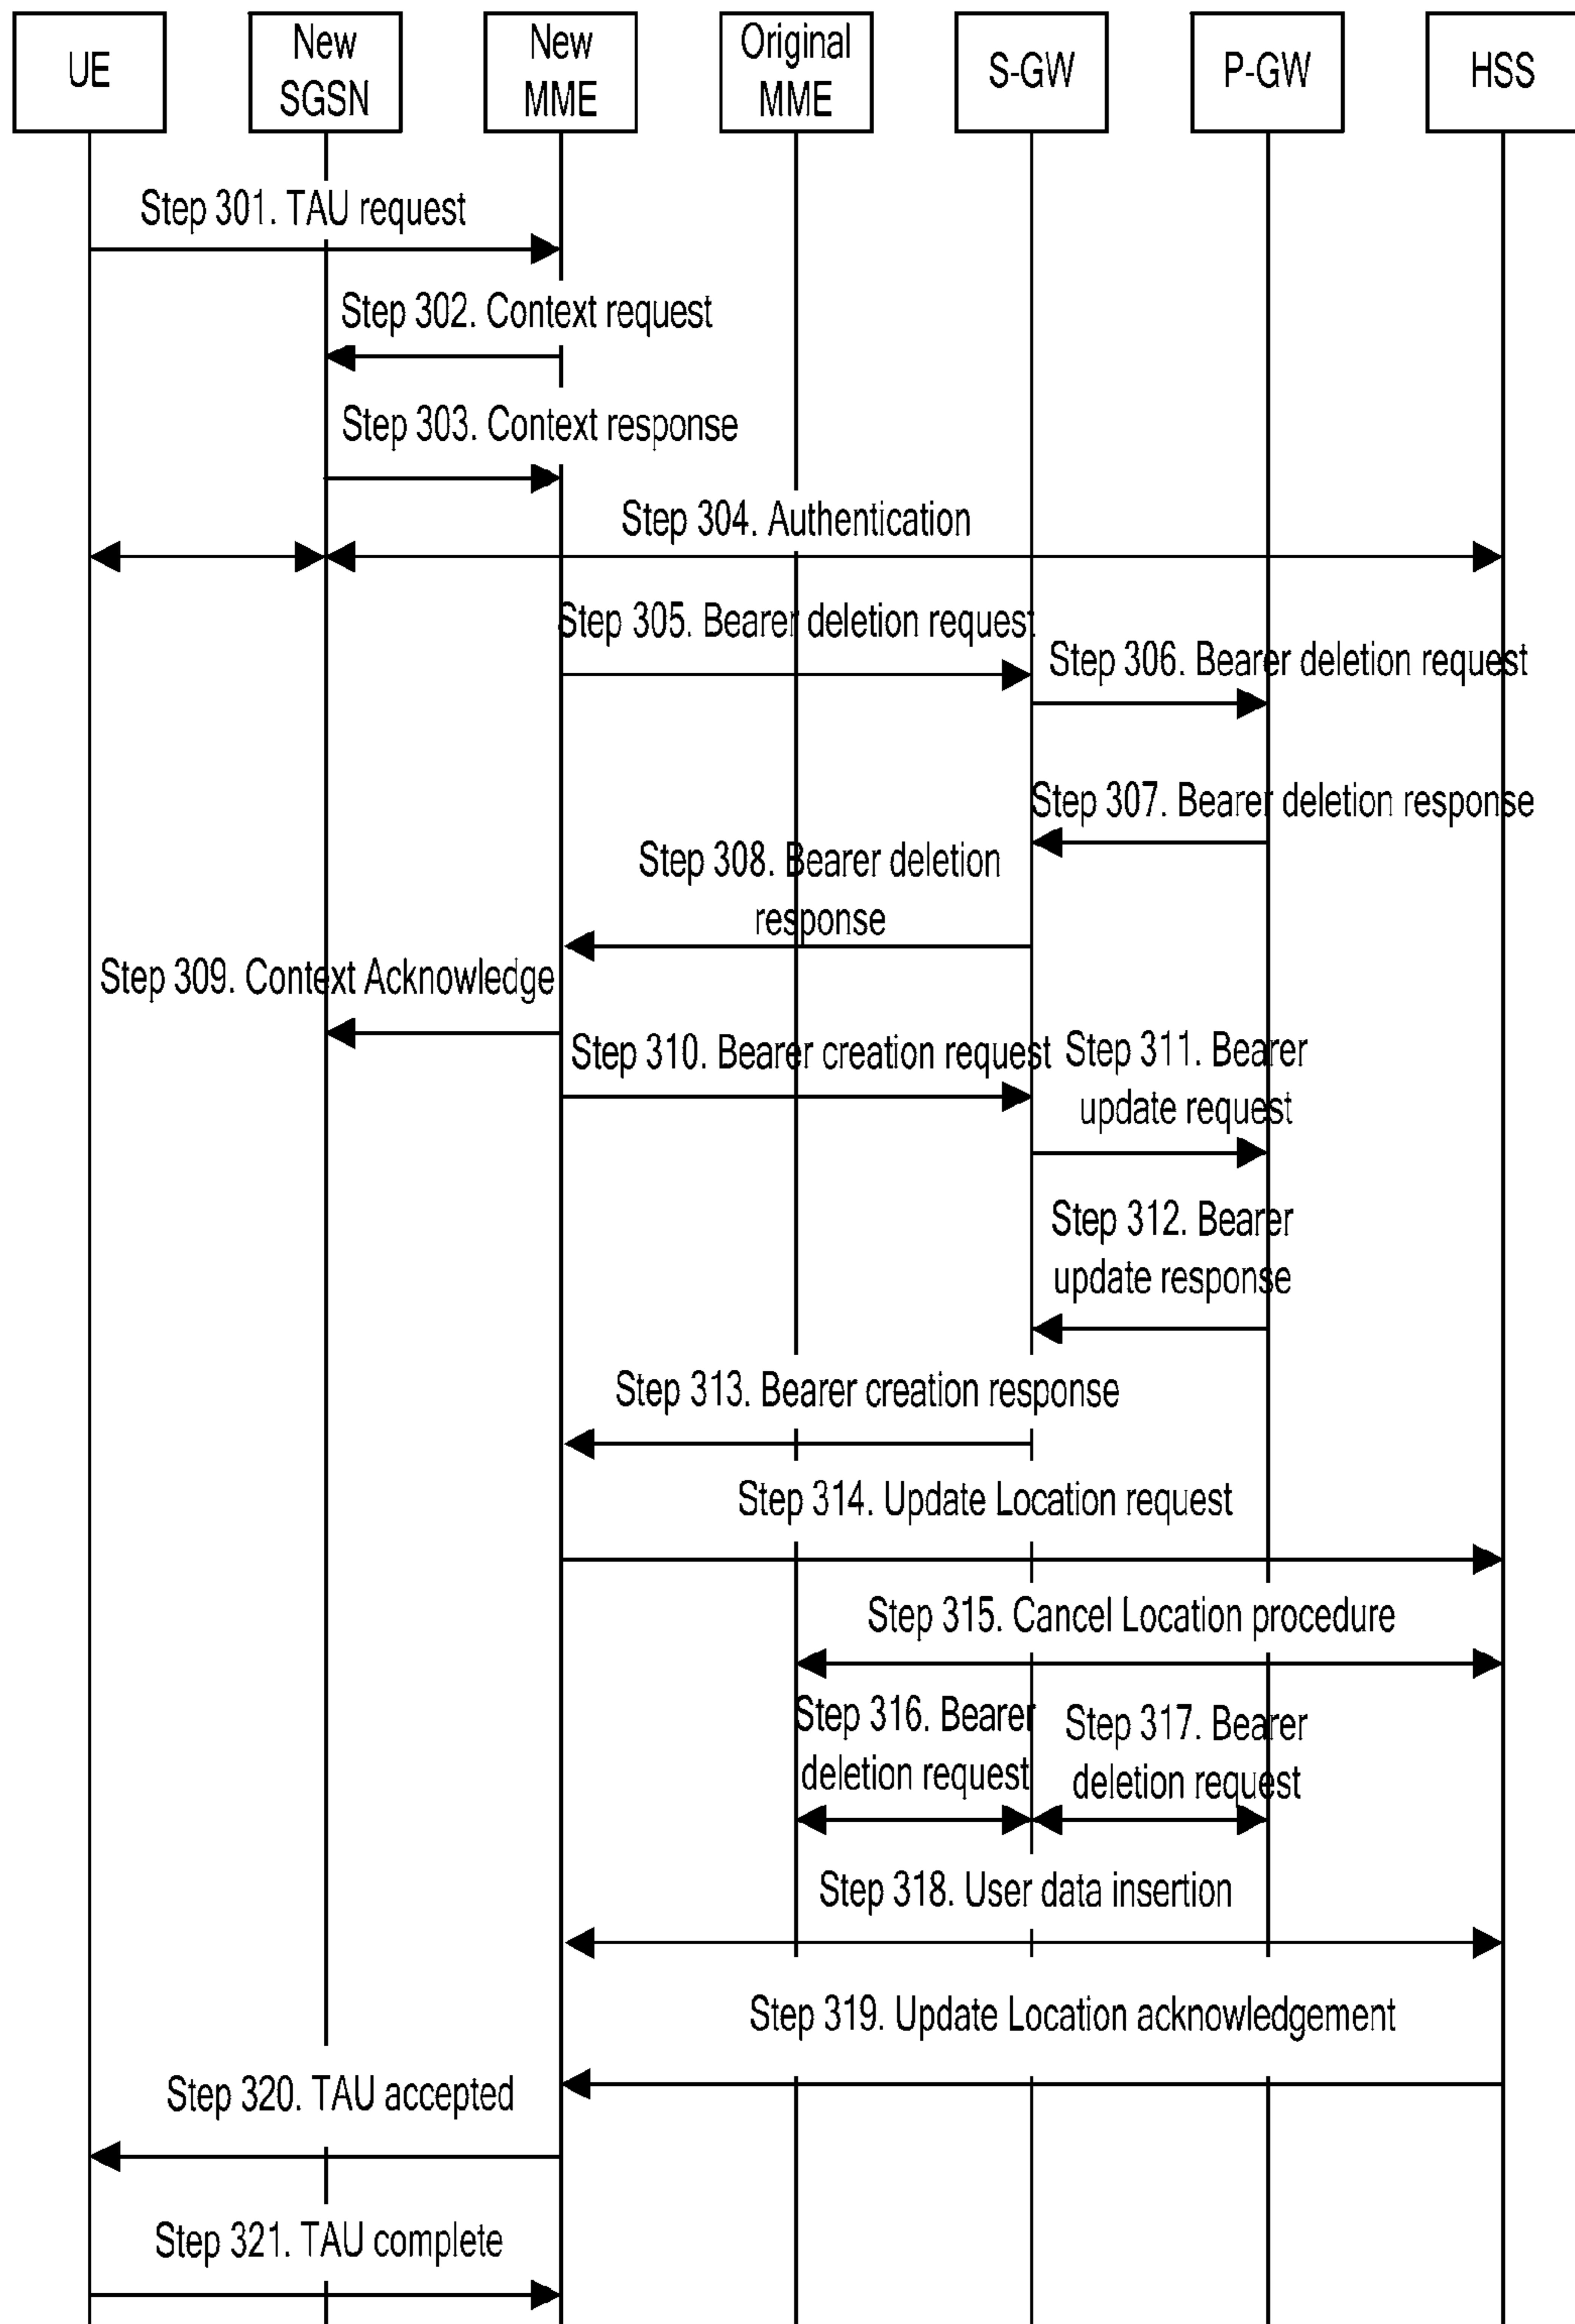 UE
New
SGSN
New
MME
Original
MME
S-GW
P-GW
HSS
Step 301. TAU request
Step 302. Context request
Step 303. Context response
Step 304. Authentication
Step 305. Bearer deletion request
Step 306. Bearer deletion request
Step 307. Bearer deletion response
Step 308. Bearer deletion
response
Step 309. Context Acknowledge
Step 310. Bearer creation request
Step 311. Bearer
update request
Step 312. Bearer
update response
Step 313. Bearer creation response
Step 314. Update Location request
Step 315. Cancel Location procedure
Step 316. Bearer
deletion request
Step 317. Bearer
deletion request
Step 318. User data insertion
Step 319. Update Location acknowledgement
Step 320. TAU accepted
Step 321. TAU complete